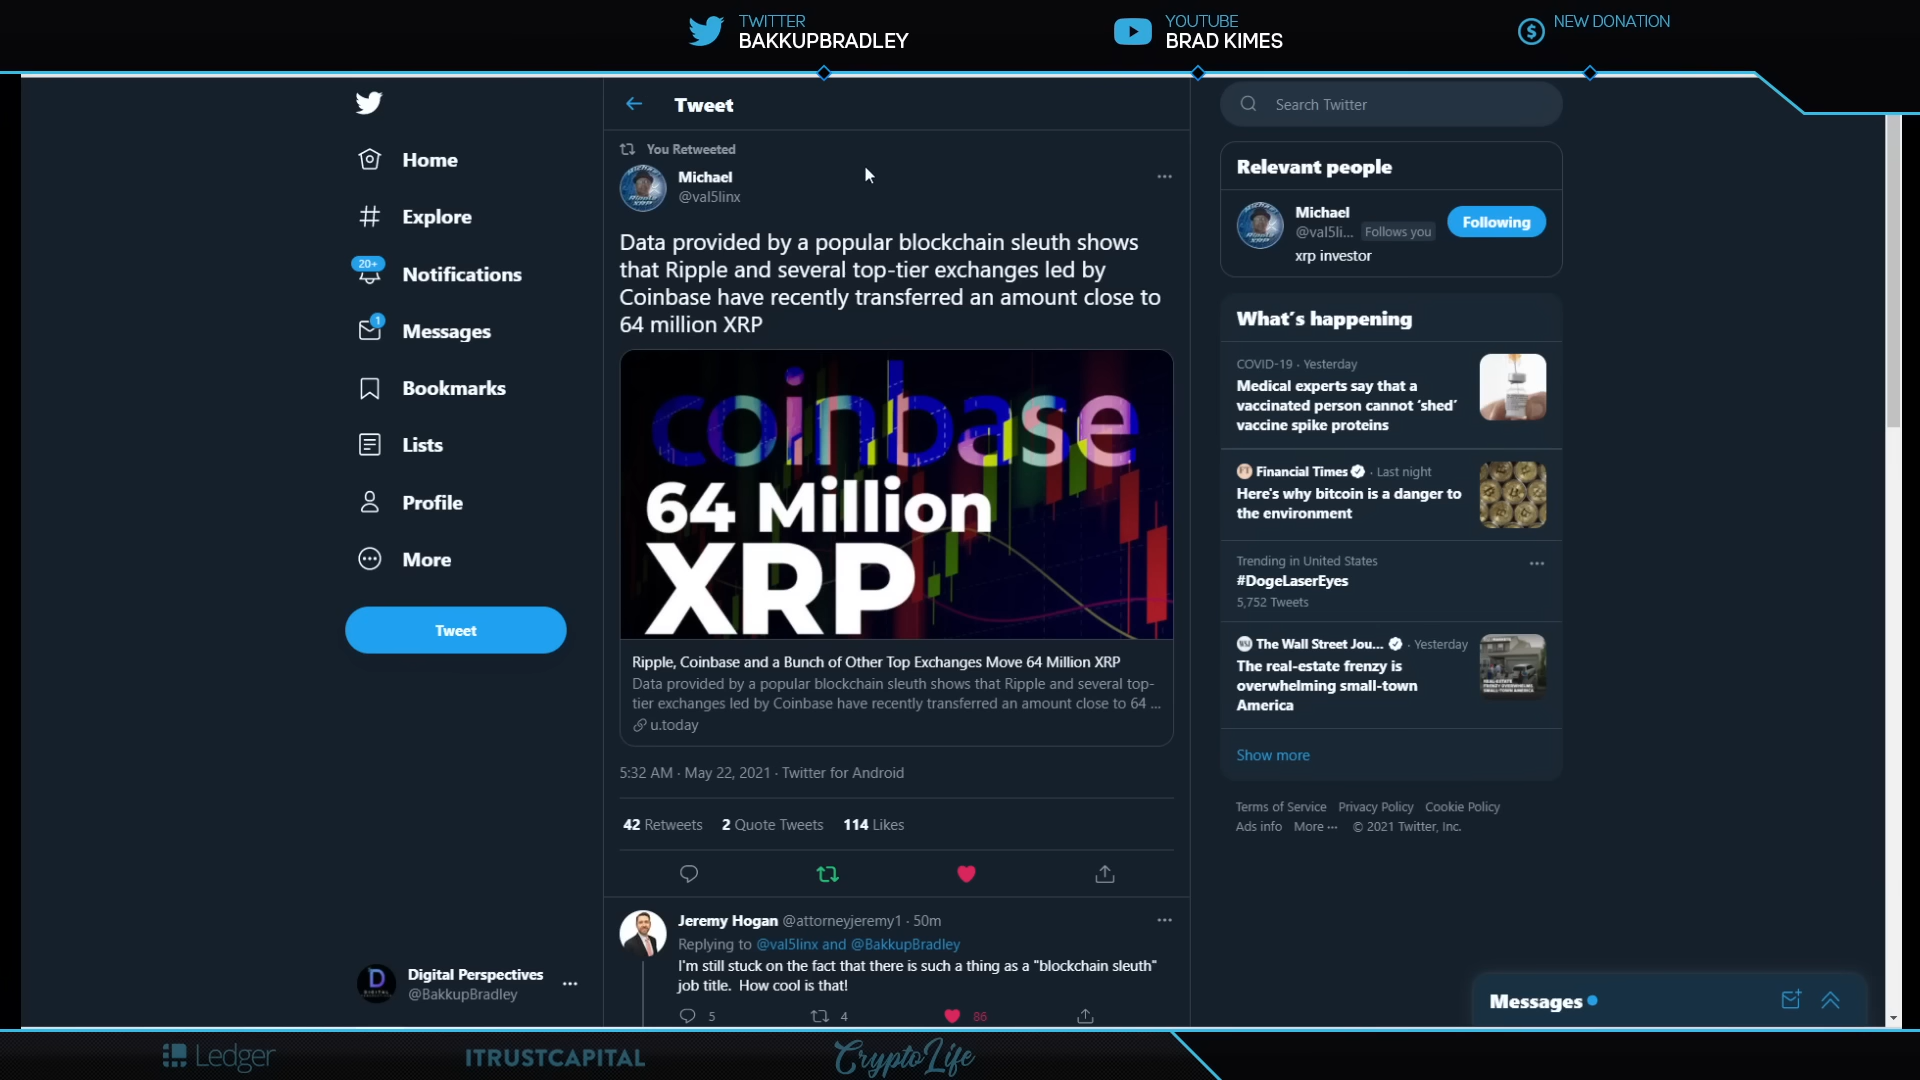 TWITTER
BAKKUPBRADLEY
YOUTUBE
BRAD KIMES
NEW DONATION
Home
Explore
20+
Notifications
1
Messages
Bookmarks
Lists
Profile
More
Tweet
Digital Perspectives
@BakkupBradley
Tweet
You Retweeted
Michael
@val5linx
Data provided by a popular blockchain sleuth shows
that Ripple and several top-tier exchanges led by
Coinbase have recently transferred an amount close to
64 million XRP
coinbase
64 Million
XRP
Ripple, Coinbase and a Bunch of Other Top Exchanges Move 64 Million XRP
Data provided by a popular blockchain sleuth shows that Ripple and several top-
tier exchanges led by Coinbase have recently transferred an amount close to 64 ...
u.today
5:32 AM · May 22, 2021 · Twitter for Android
42 Retweets 2 Quote Tweets 114 Likes
Jeremy Hogan @attorneyjeremy1 · 50m
Replying to @val5linx and @BakkupBradley
I'm still stuck on the fact that there is such a thing as a "blockchain sleuth"
job title. How cool is that!
5 4 86
Search Twitter
Relevant people
Michael
@val5li... Follows you
Following
xrp investor
What's happening
COVID-19 · Yesterday
Medical experts say that a
vaccinated person cannot 'shed'
vaccine spike proteins
Financial Times · Last night
Here's why bitcoin is a danger to
the environment
Trending in United States
#DogeLaserEyes
5,752 Tweets
The Wall Street Jou... · Yesterday
The real-estate frenzy is
overwhelming small-town
America
Show more
Terms of Service Privacy Policy Cookie Policy
Ads info More ··· © 2021 Twitter, Inc.
Messages
Ledger
ITRUSTCAPITAL
CryptoLife